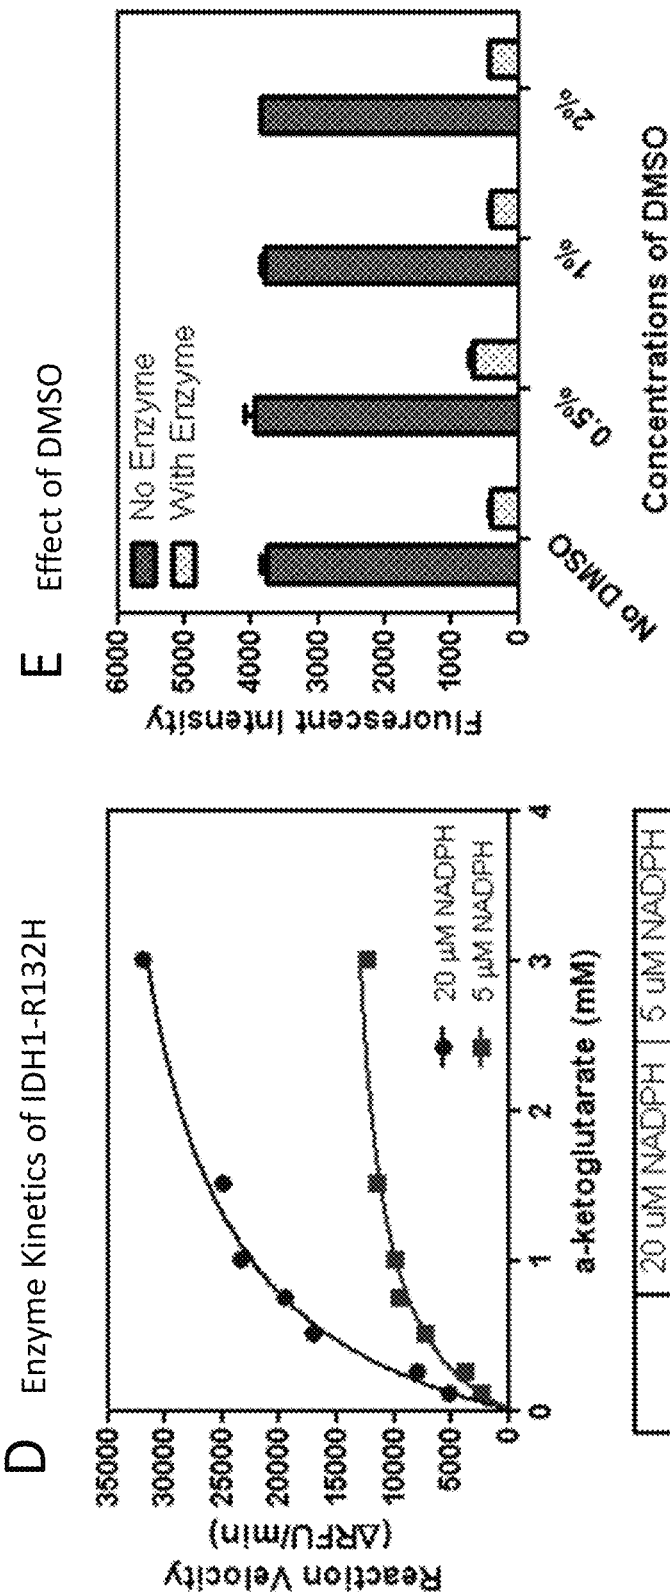 D
Enzyme Kinetics of IDH1-R132H
Reaction Velocity
(ΔRFU/min)
35000
30000
25000
20000
15000
10000
5000
0
0
1
2
3
4
20 µM NADPH
5 µM NADPH
a-ketoglutarate (mM)
20 uM NADPH
5 uM NADPH
E
Effect of DMSO
Fluorescent Intensity
6000
5000
4000
3000
2000
1000
0
No Enzyme
With Enzyme
No DMSO
0.5%
1%
2%
Concentrations of DMSO